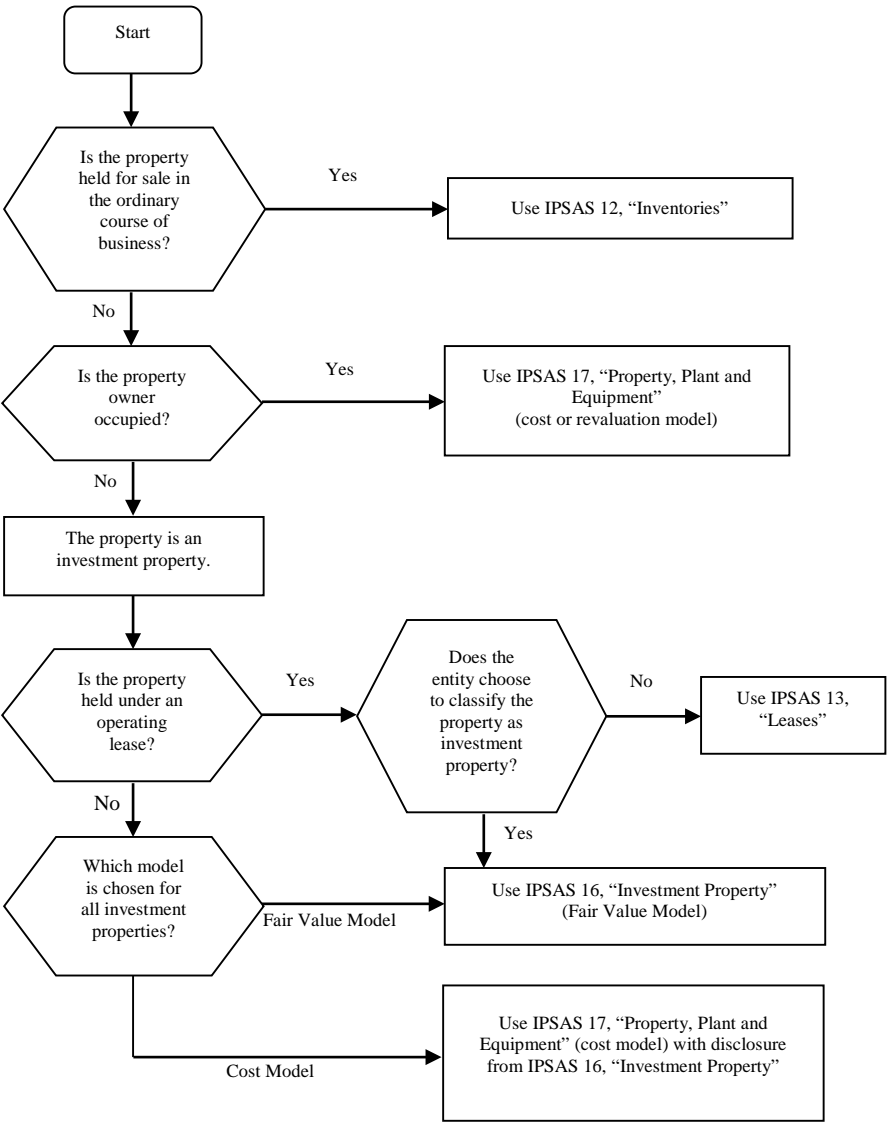 Start
Is the property
held for sale in
the ordinary
course of
business?
Yes
Use IPSAS 12, “Inventories”
No
Is the property
owner
occupied?
Yes
Use IPSAS 17, “Property, Plant and
Equipment”
(cost or revaluation model)
No
The property is an
investment property.
Is the property
held under an
operating
lease?
Yes
Does the
entity choose
to classify the
property as
investment
property?
No
Use IPSAS 13,
“Leases”
No
Yes
Which model
is chosen for
all investment
properties?
Fair Value Model
Use IPSAS 16, “Investment Property”
(Fair Value Model)
Cost Model
Use IPSAS 17, “Property, Plant and
Equipment” (cost model) with disclosure
from IPSAS 16, “Investment Property”